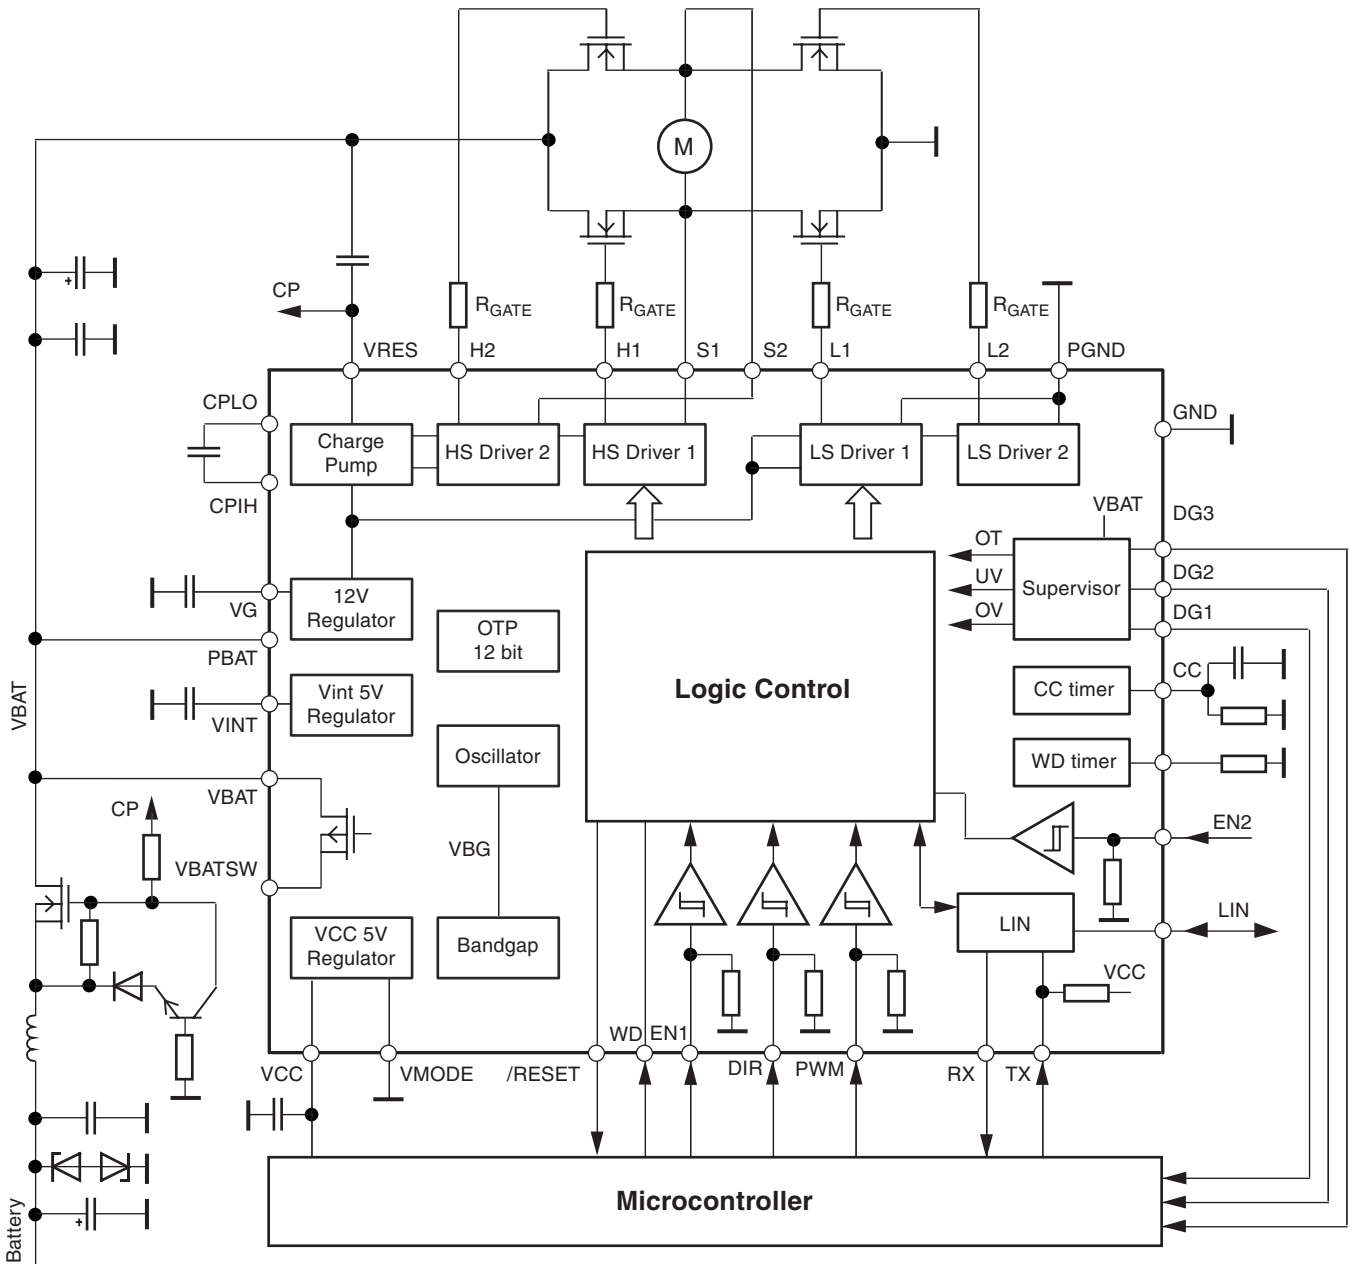 M
CP
R GATE
R GATE
R GATE
R GATE
VRES
H2
H1
S1
S2
L1
L2
PGND
CPLO
GND
Charge
Pump
HS Driver 2
HS Driver 1
LS Driver 1
LS Driver 2
CPIH
VBAT
DG3
OT
UV
OV
Supervisor
DG2
DG1
12V
Regulator
VG
OTP
12 bit
PBAT
Logic Control
CC
CC timer
Vint 5V
Regulator
VINT
VBAT
Oscillator
WD timer
VBAT
CP
VBATSW
VBG
EN2
VCC 5V
Regulator
Bandgap
LIN
LIN
VCC
WD
EN1
VCC
VMODE
/RESET
DIR
PWM
RX
TX
Microcontroller
Battery
+
+